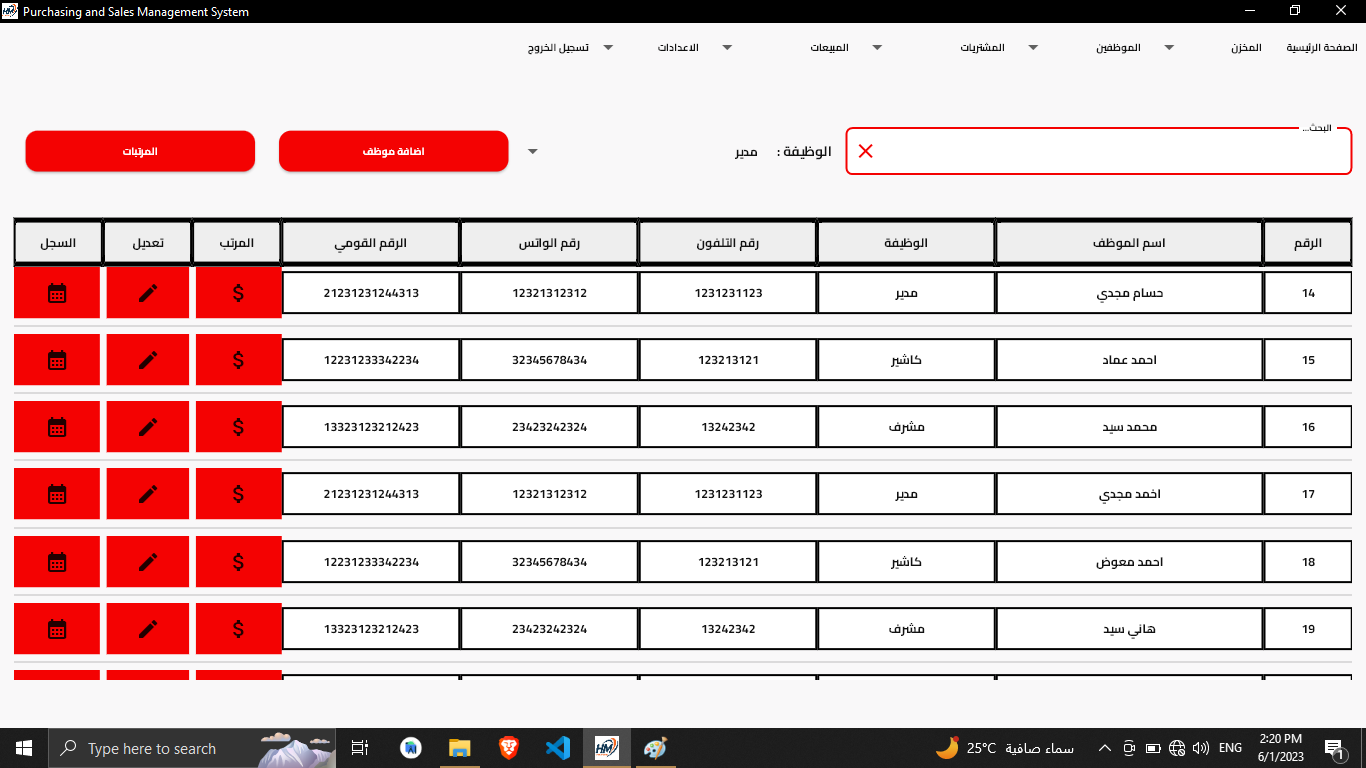 Purchasing and Sales Management System
الصفحة الرئيسية المخزن الموظفين المشتريات المبيعات الاعدادات تسجيل الخروج
البحث...
الوظيفة : مدير اضافة موظف المرتبات
الرقم اسم الموظف الوظيفة رقم التلفون رقم الواتس الرقم القومي المرتب تعديل السجل
14 حسام مجدي مدير 1231231123 12321312312 21231231244313 $
15 احمد عماد كاشير 123213121 32345678434 12231233342234 $
16 محمد سيد مشرف 13242342 23423242324 13323123212423 $
17 اخمد مجدي مدير 1231231123 12321312312 21231231244313 $
18 احمد معوض كاشير 123213121 32345678434 12231233342234 $
19 هاني سيد مشرف 13242342 23423242324 13323123212423 $
Type here to search HM 25°C سماء صافية ENG 2:20 PM
6/1/2023 1